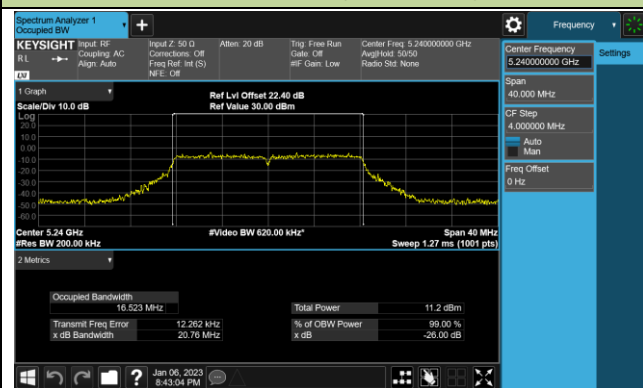 Spectrum Analyzer 1
Occupied BW
+
Frequency
KEYSIGHT
RL
Input: RF
Coupling: AC
Align: Auto
Input Z: 50 Ω
Corrections: Off
Freq Ref: Int (S)
NFE: Off
Atten: 20 dB
Trig: Free Run
Gate: Off
#IF Gain: Low
Center Freq: 5.240000000 GHz
Avg|Hold: 50/50
Radio Std: None
LXI
Center Frequency
5.240000000 GHz
Settings
Span
40.000 MHz
CF Step
4.000000 MHz
Auto
Man
Freq Offset
0 Hz
1 Graph
Scale/Div 10.0 dB
Ref Lvl Offset 22.40 dB
Ref Value 30.00 dBm
Log
20.0
10.0
0.00
-10.0
-20.0
-30.0
-40.0
-50.0
-60.0
Center 5.24 GHz
#Video BW 620.00 kHz*
Span 40 MHz
#Res BW 200.00 kHz
Sweep 1.27 ms (1001 pts)
2 Metrics
Occupied Bandwidth
16.523 MHz
Total Power 11.2 dBm
Transmit Freq Error 12.262 kHz
% of OBW Power 99.00 %
x dB Bandwidth 20.76 MHz
x dB -26.00 dB
?
Jan 06, 2023
8:43:04 PM